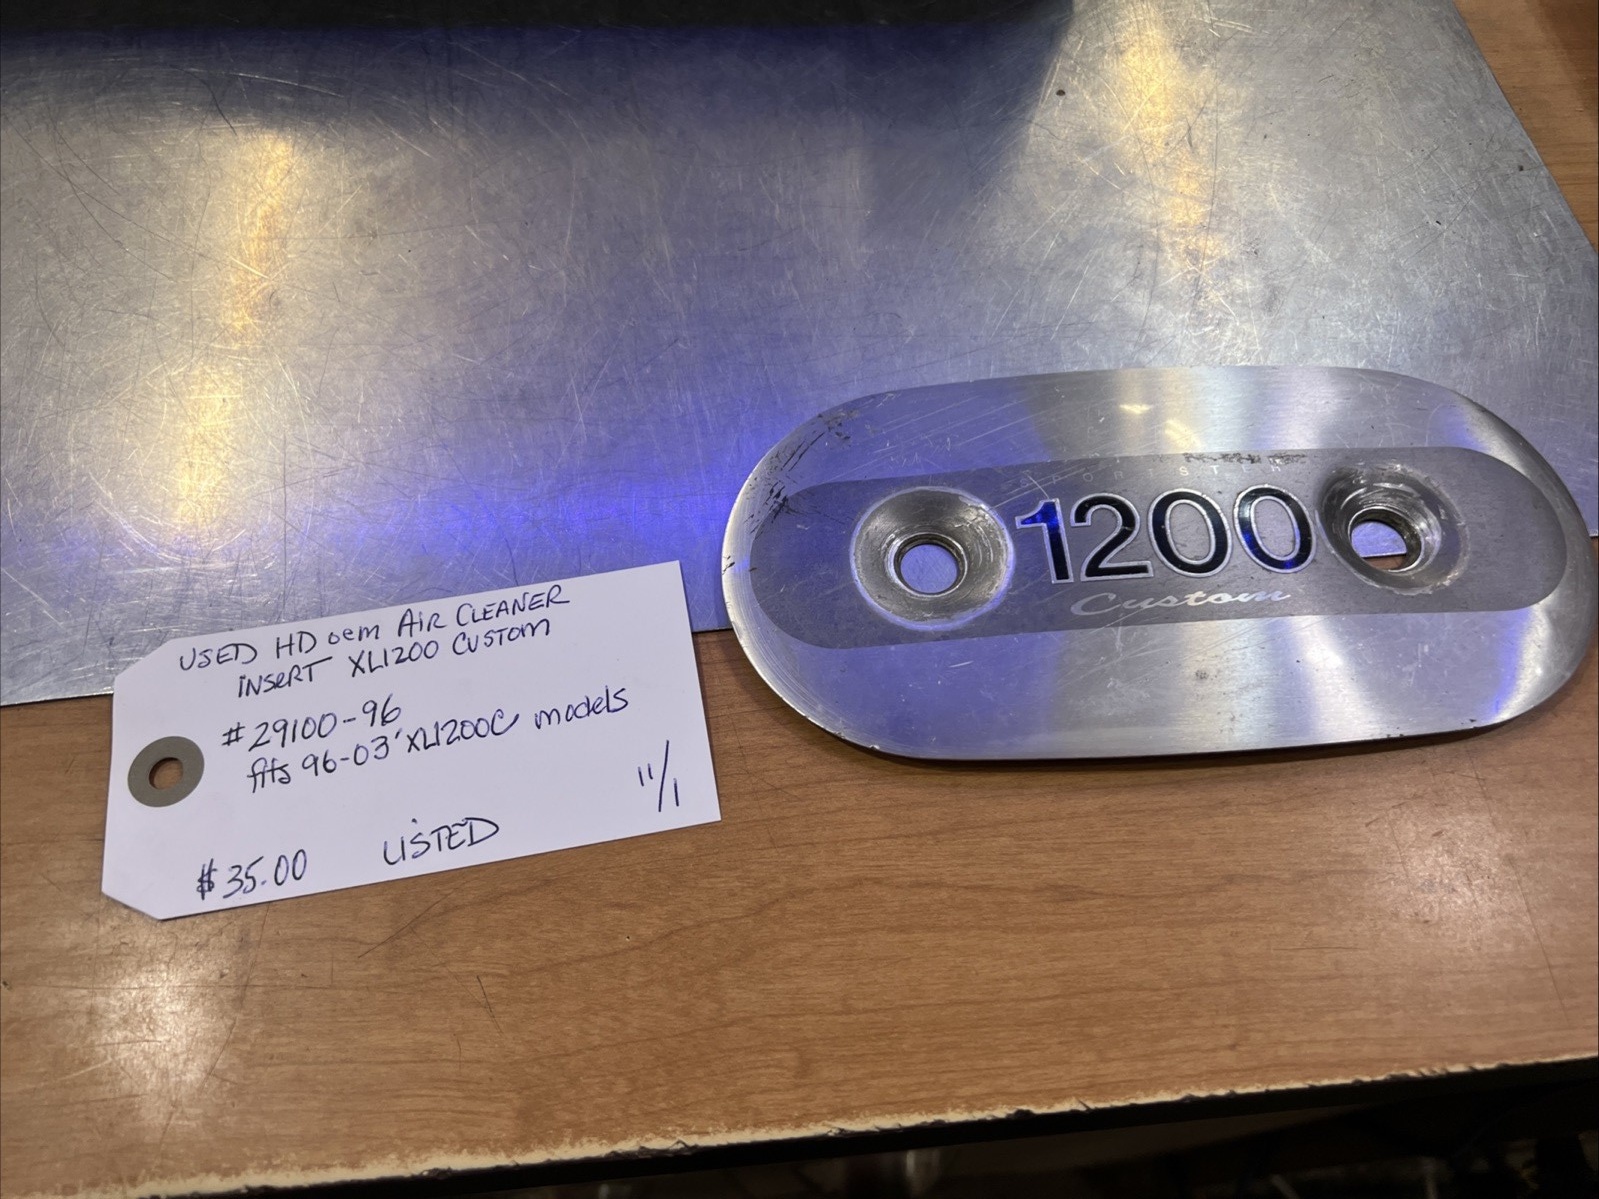 USED HD oem AIR CLEANER
INSERT XL1200 CUSTOM
#29100-96
fits 96-03' XL1200C models
11/1
$35.00 LISTED
1200
Custom